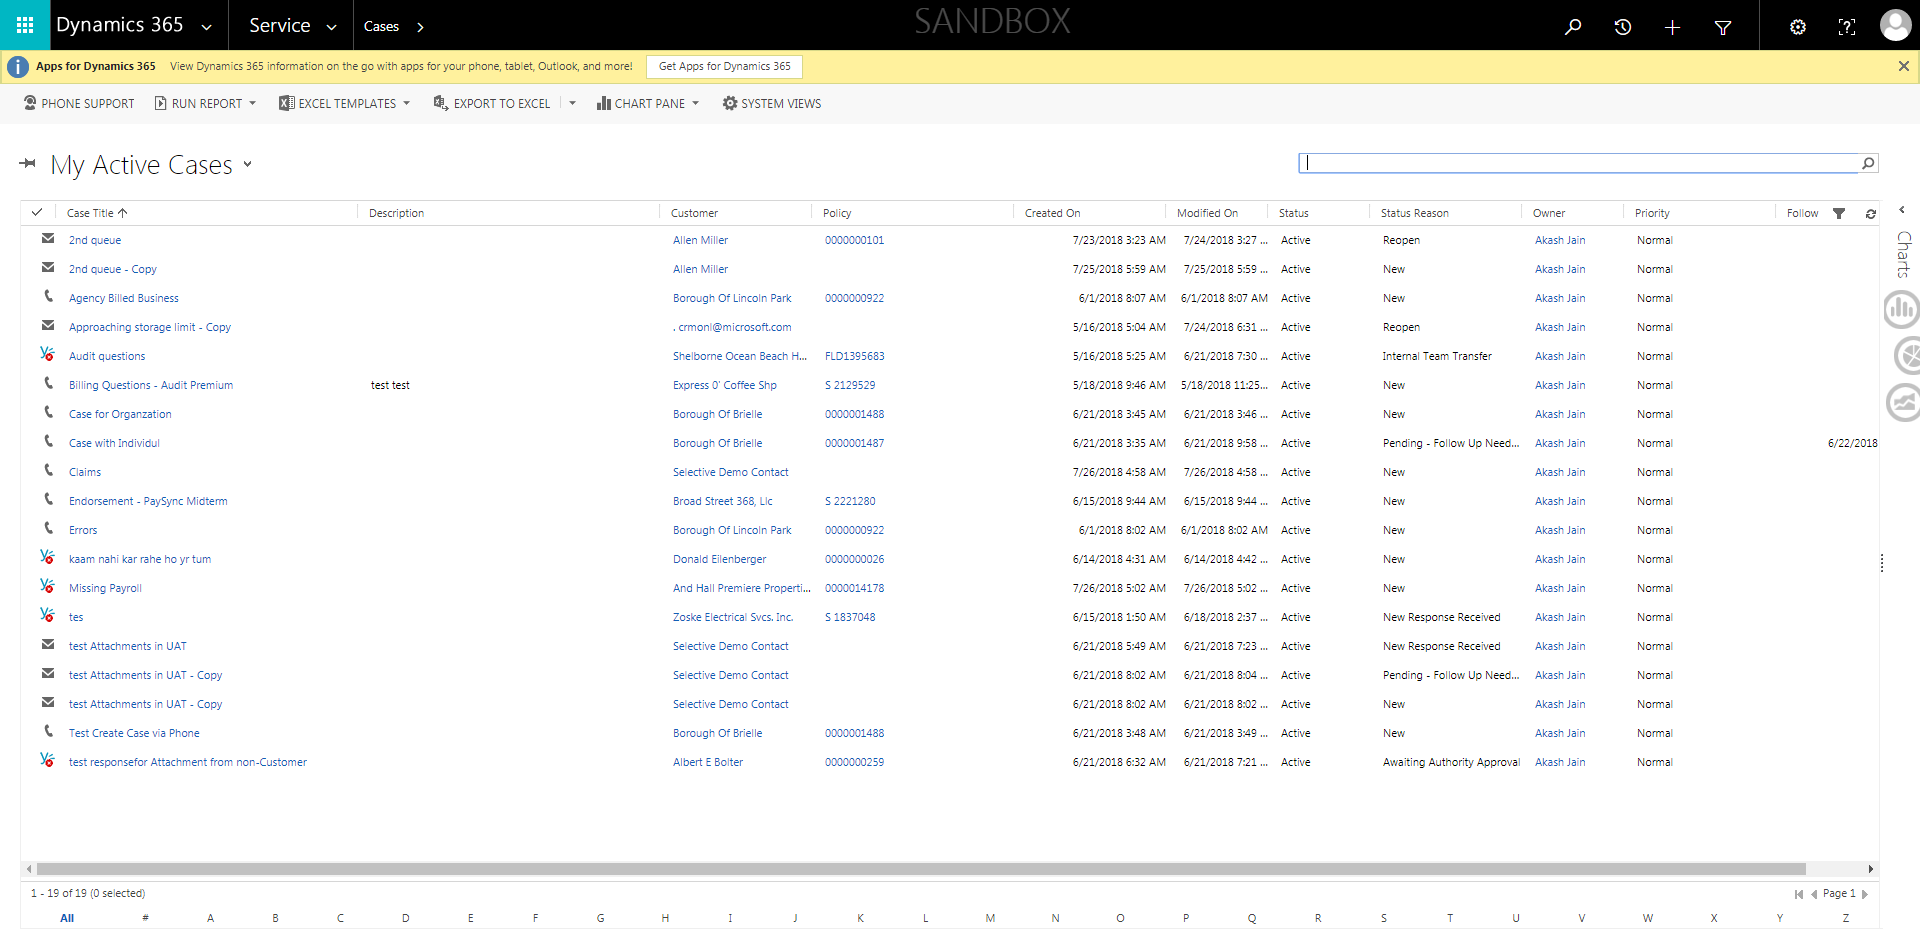 Dynamics 365 Service Cases SANDBOX
Apps for Dynamics 365 View Dynamics 365 information on the go with apps for your phone, tablet, Outlook, and more! Get Apps for Dynamics 365
PHONE SUPPORT RUN REPORT EXCEL TEMPLATES EXPORT TO EXCEL CHART PANE SYSTEM VIEWS
My Active Cases
Case Title Description Customer Policy Created On Modified On Status Status Reason Owner Priority Follow
Charts
2nd queue Allen Miller 0000000101 7/23/2018 3:23 AM 7/24/2018 3:27 ... Active Reopen Akash Jain Normal
2nd queue - Copy Allen Miller 7/25/2018 5:59 AM 7/25/2018 5:59 ... Active New Akash Jain Normal
Agency Billed Business Borough Of Lincoln Park 0000000922 6/1/2018 8:07 AM 6/1/2018 8:07 AM Active New Akash Jain Normal
Approaching storage limit - Copy . crmonl@microsoft.com 5/16/2018 5:04 AM 7/24/2018 6:31 ... Active Reopen Akash Jain Normal
Audit questions Shelborne Ocean Beach H... FLD1395683 5/16/2018 5:25 AM 6/21/2018 7:30 ... Active Internal Team Transfer Akash Jain Normal
Billing Questions - Audit Premium test test Express 0' Coffee Shp S 2129529 5/18/2018 9:46 AM 5/18/2018 11:25... Active New Akash Jain Normal
Case for Organzation Borough Of Brielle 0000001488 6/21/2018 3:45 AM 6/21/2018 3:46 ... Active New Akash Jain Normal
Case with Individul Borough Of Brielle 0000001487 6/21/2018 3:35 AM 6/21/2018 9:58 ... Active Pending - Follow Up Need... Akash Jain Normal 6/22/2018
Claims Selective Demo Contact 7/26/2018 4:58 AM 7/26/2018 4:58 ... Active New Akash Jain Normal
Endorsement - PaySync Midterm Broad Street 368, Llc S 2221280 6/15/2018 9:44 AM 6/15/2018 9:44 ... Active New Akash Jain Normal
Errors Borough Of Lincoln Park 0000000922 6/1/2018 8:02 AM 6/1/2018 8:02 AM Active New Akash Jain Normal
kaam nahi kar rahe ho yr tum Donald Eilenberger 0000000026 6/14/2018 4:31 AM 6/14/2018 4:42 ... Active New Akash Jain Normal
Missing Payroll And Hall Premiere Properti... 0000014178 7/26/2018 5:02 AM 7/26/2018 5:02 ... Active New Akash Jain Normal
tes Zoske Electrical Svcs. Inc. S 1837048 6/15/2018 1:50 AM 6/18/2018 2:37 ... Active New Response Received Akash Jain Normal
test Attachments in UAT Selective Demo Contact 6/21/2018 5:49 AM 6/21/2018 7:23 ... Active New Response Received Akash Jain Normal
test Attachments in UAT - Copy Selective Demo Contact 6/21/2018 8:02 AM 6/21/2018 8:04 ... Active Pending - Follow Up Need... Akash Jain Normal
test Attachments in UAT - Copy Selective Demo Contact 6/21/2018 8:02 AM 6/21/2018 8:02 ... Active New Akash Jain Normal
Test Create Case via Phone Borough Of Brielle 0000001488 6/21/2018 3:48 AM 6/21/2018 3:49 ... Active New Akash Jain Normal
test responsefor Attachment from non-Customer Albert E Bolter 0000000259 6/21/2018 6:32 AM 6/21/2018 7:21 ... Active Awaiting Authority Approval Akash Jain Normal
1 - 19 of 19 (0 selected) Page 1
All # A B C D E F G H I J K L M N O P Q R S T U V W X Y Z